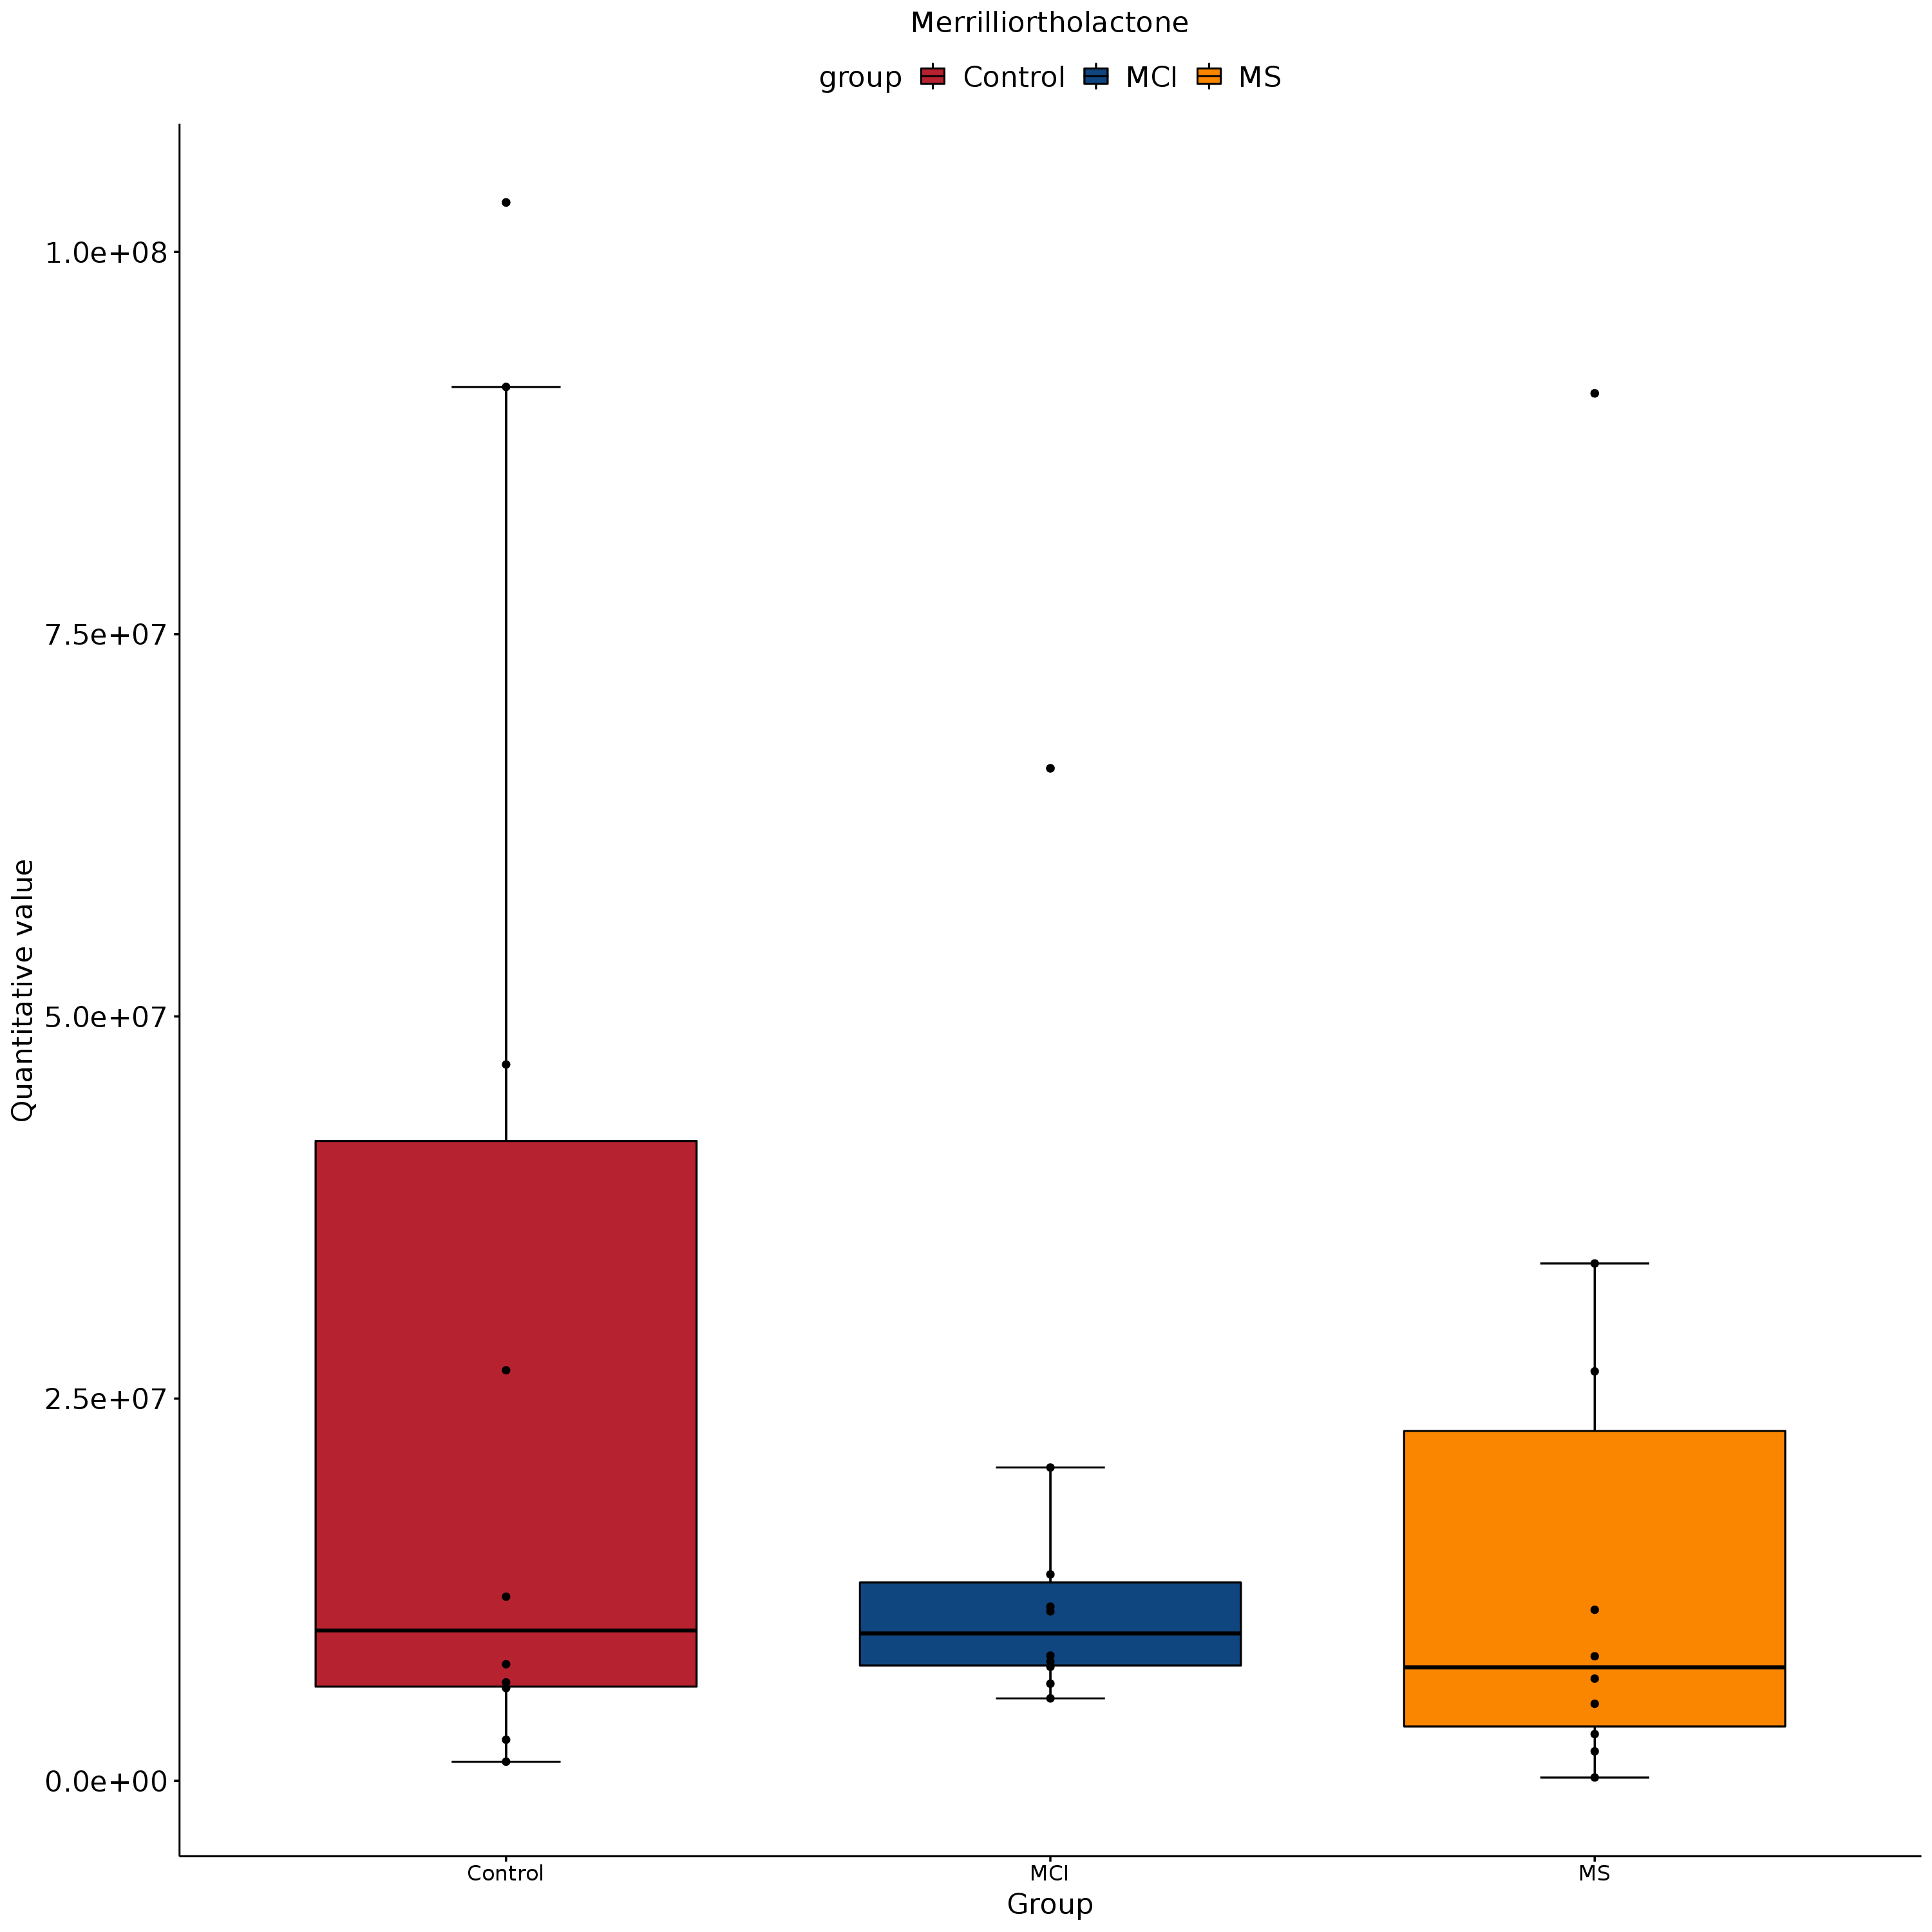 Merrilliortholactone
group Control MCI MS
1.0e+08
7.5e+07
5.0e+07
2.5e+07
0.0e+00
Quantitative value
Control MCI MS
Group